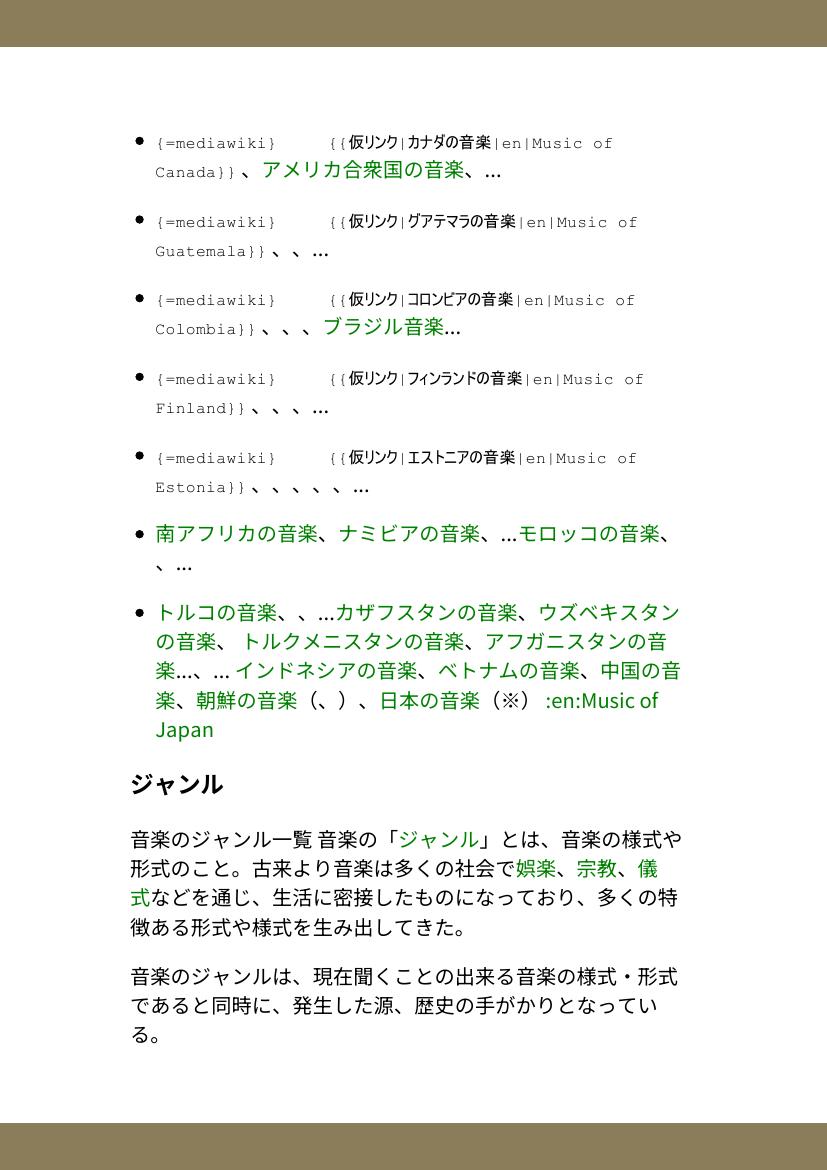 {=mediawiki} {{仮リンク|カナダの音楽|en|Music of
Canada}} 、アメリカ合衆国の音楽、...
{=mediawiki} {{仮リンク|グアテマラの音楽|en|Music of
Guatemala}} 、、...
{=mediawiki} {{仮リンク|コロンビアの音楽|en|Music of
Colombia}} 、、、ブラジル音楽...
{=mediawiki} {{仮リンク|フィンランドの音楽|en|Music of
Finland}} 、、、...
{=mediawiki} {{仮リンク|エストニアの音楽|en|Music of
Estonia}} 、、、、、...
南アフリカの音楽、ナミビアの音楽、...モロッコの音楽、
、...
トルコの音楽、、...カザフスタンの音楽、ウズベキスタン
の音楽、 トルクメニスタンの音楽、アフガニスタンの音
楽...、... インドネシアの音楽、ベトナムの音楽、中国の音
楽、朝鮮の音楽（、）、日本の音楽（※） :en:Music of
Japan
ジャンル
音楽のジャンル一覧 音楽の「ジャンル」とは、音楽の様式や
形式のこと。古来より音楽は多くの社会で娯楽、宗教、儀
式などを通じ、生活に密接したものになっており、多くの特
徴ある形式や様式を生み出してきた。
音楽のジャンルは、現在聞くことの出来る音楽の様式・形式
であると同時に、発生した源、歴史の手がかりとなってい
る。